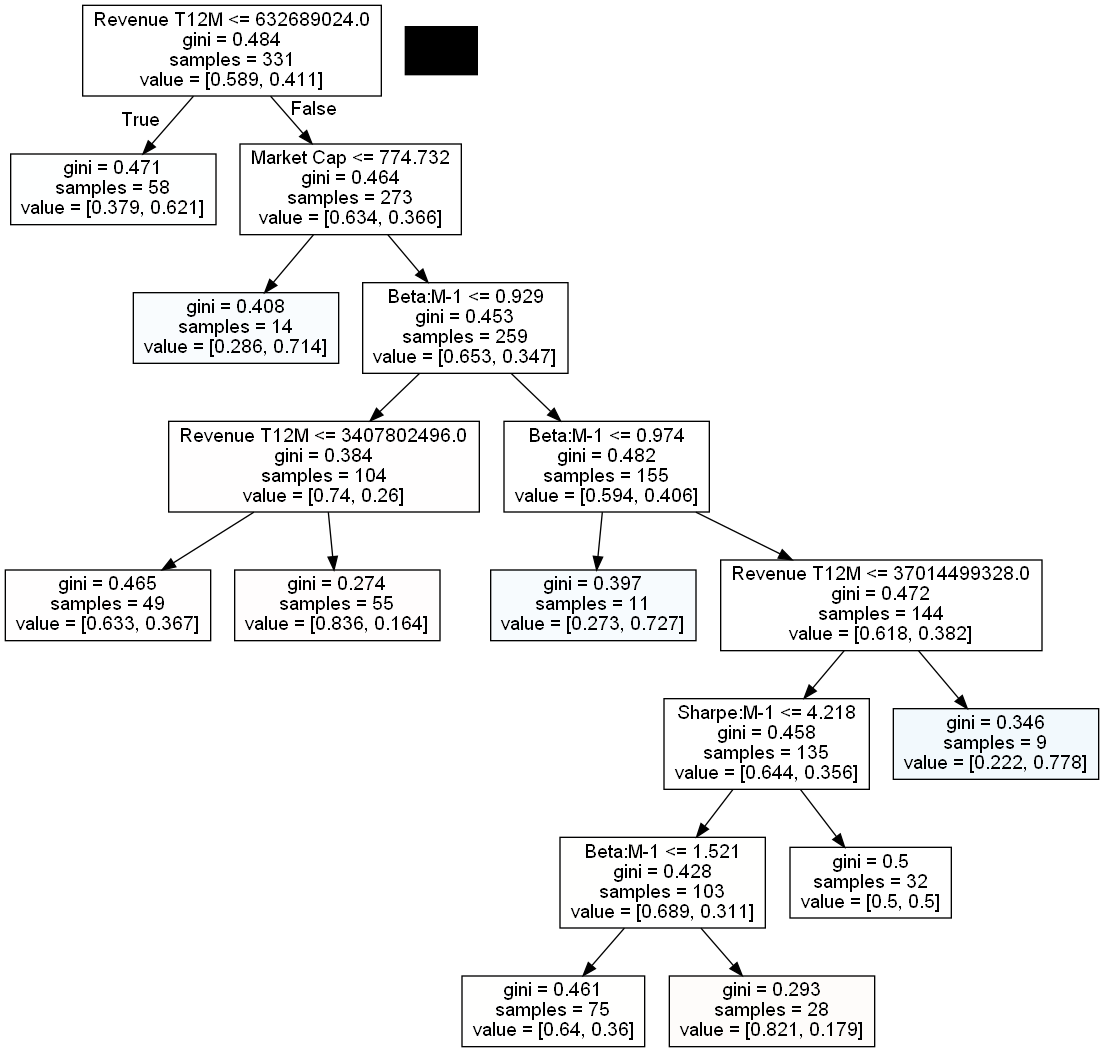 Revenue T12M <= 632689024.0
gini = 0.484
samples = 331
value = [0.589, 0.411]
True
False
gini = 0.471
samples = 58
value = [0.379, 0.621]
Market Cap <= 774.732
gini = 0.464
samples = 273
value = [0.634, 0.366]
gini = 0.408
samples = 14
value = [0.286, 0.714]
Beta:M-1 <= 0.929
gini = 0.453
samples = 259
value = [0.653, 0.347]
Revenue T12M <= 3407802496.0
gini = 0.384
samples = 104
value = [0.74, 0.26]
Beta:M-1 <= 0.974
gini = 0.482
samples = 155
value = [0.594, 0.406]
gini = 0.465
samples = 49
value = [0.633, 0.367]
gini = 0.274
samples = 55
value = [0.836, 0.164]
gini = 0.397
samples = 11
value = [0.273, 0.727]
Revenue T12M <= 37014499328.0
gini = 0.472
samples = 144
value = [0.618, 0.382]
Sharpe:M-1 <= 4.218
gini = 0.458
samples = 135
value = [0.644, 0.356]
gini = 0.346
samples = 9
value = [0.222, 0.778]
Beta:M-1 <= 1.521
gini = 0.428
samples = 103
value = [0.689, 0.311]
gini = 0.5
samples = 32
value = [0.5, 0.5]
gini = 0.461
samples = 75
value = [0.64, 0.36]
gini = 0.293
samples = 28
value = [0.821, 0.179]